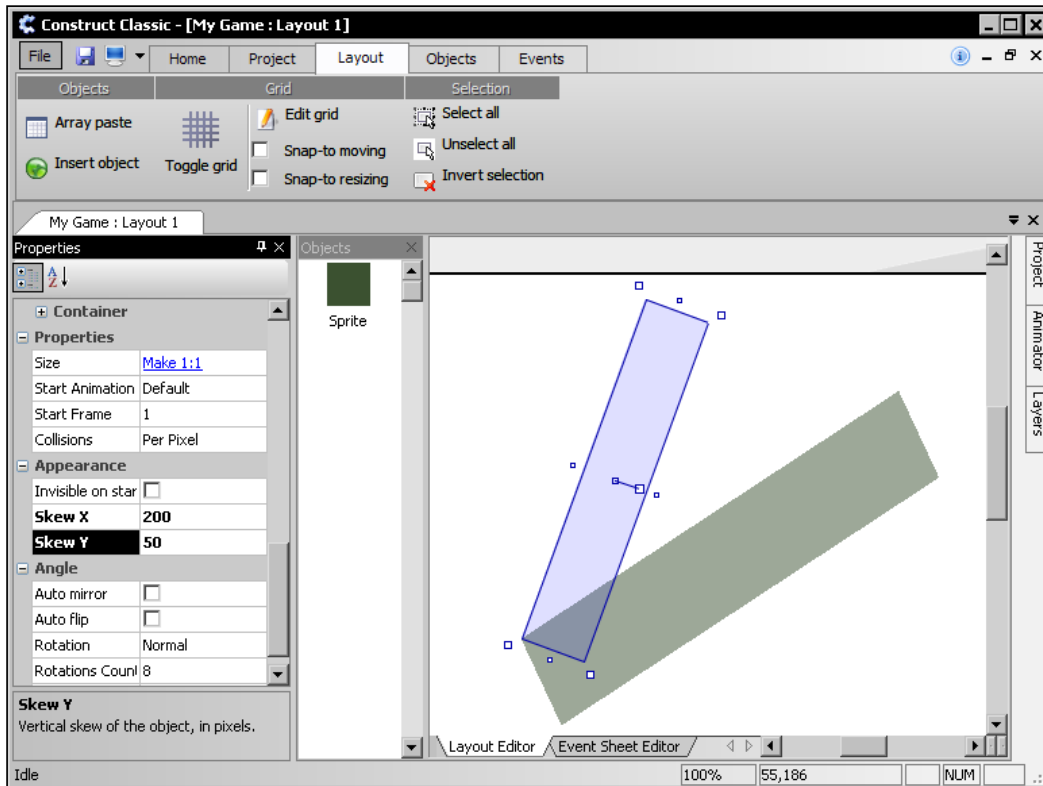 Construct Classic - [My Game : Layout 1]
File Home Project Layout Objects Events
Objects Grid Selection
Array paste
Insert object
Toggle grid
Edit grid
Snap-to moving
Snap-to resizing
Select all
Unselect all
Invert selection
My Game : Layout 1
Properties
Objects
Sprite
Container
Properties
Size Make 1:1
Start Animation Default
Start Frame 1
Collisions Per Pixel
Appearance
Invisible on star
Skew X 200
Skew Y 50
Angle
Auto mirror
Auto flip
Rotation Normal
Rotations Count 8
Skew Y
Vertical skew of the object, in pixels.
Project
Animator
Layers
Layout Editor Event Sheet Editor
Idle 100% 55,186 NUM